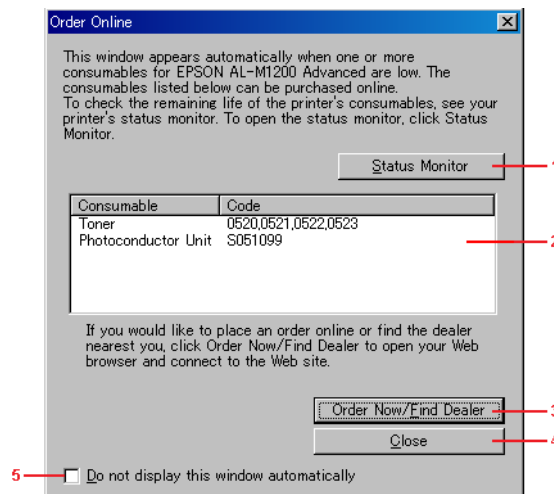 Order Online
This window appears automatically when one or more
consumables for EPSON AL-M1200 Advanced are low. The
consumables listed below can be purchased online.
To check the remaining life of the printer's consumables, see your
printer's status monitor. To open the status monitor, click Status
Monitor.
Status Monitor
1
Consumable Code
Toner 0520,0521,0522,0523
Photoconductor Unit S051099
2
If you would like to place an order online or find the dealer
nearest you, click Order Now/Find Dealer to open your Web
browser and connect to the Web site.
Order Now/Find Dealer
3
Close
4
5
Do not display this window automatically